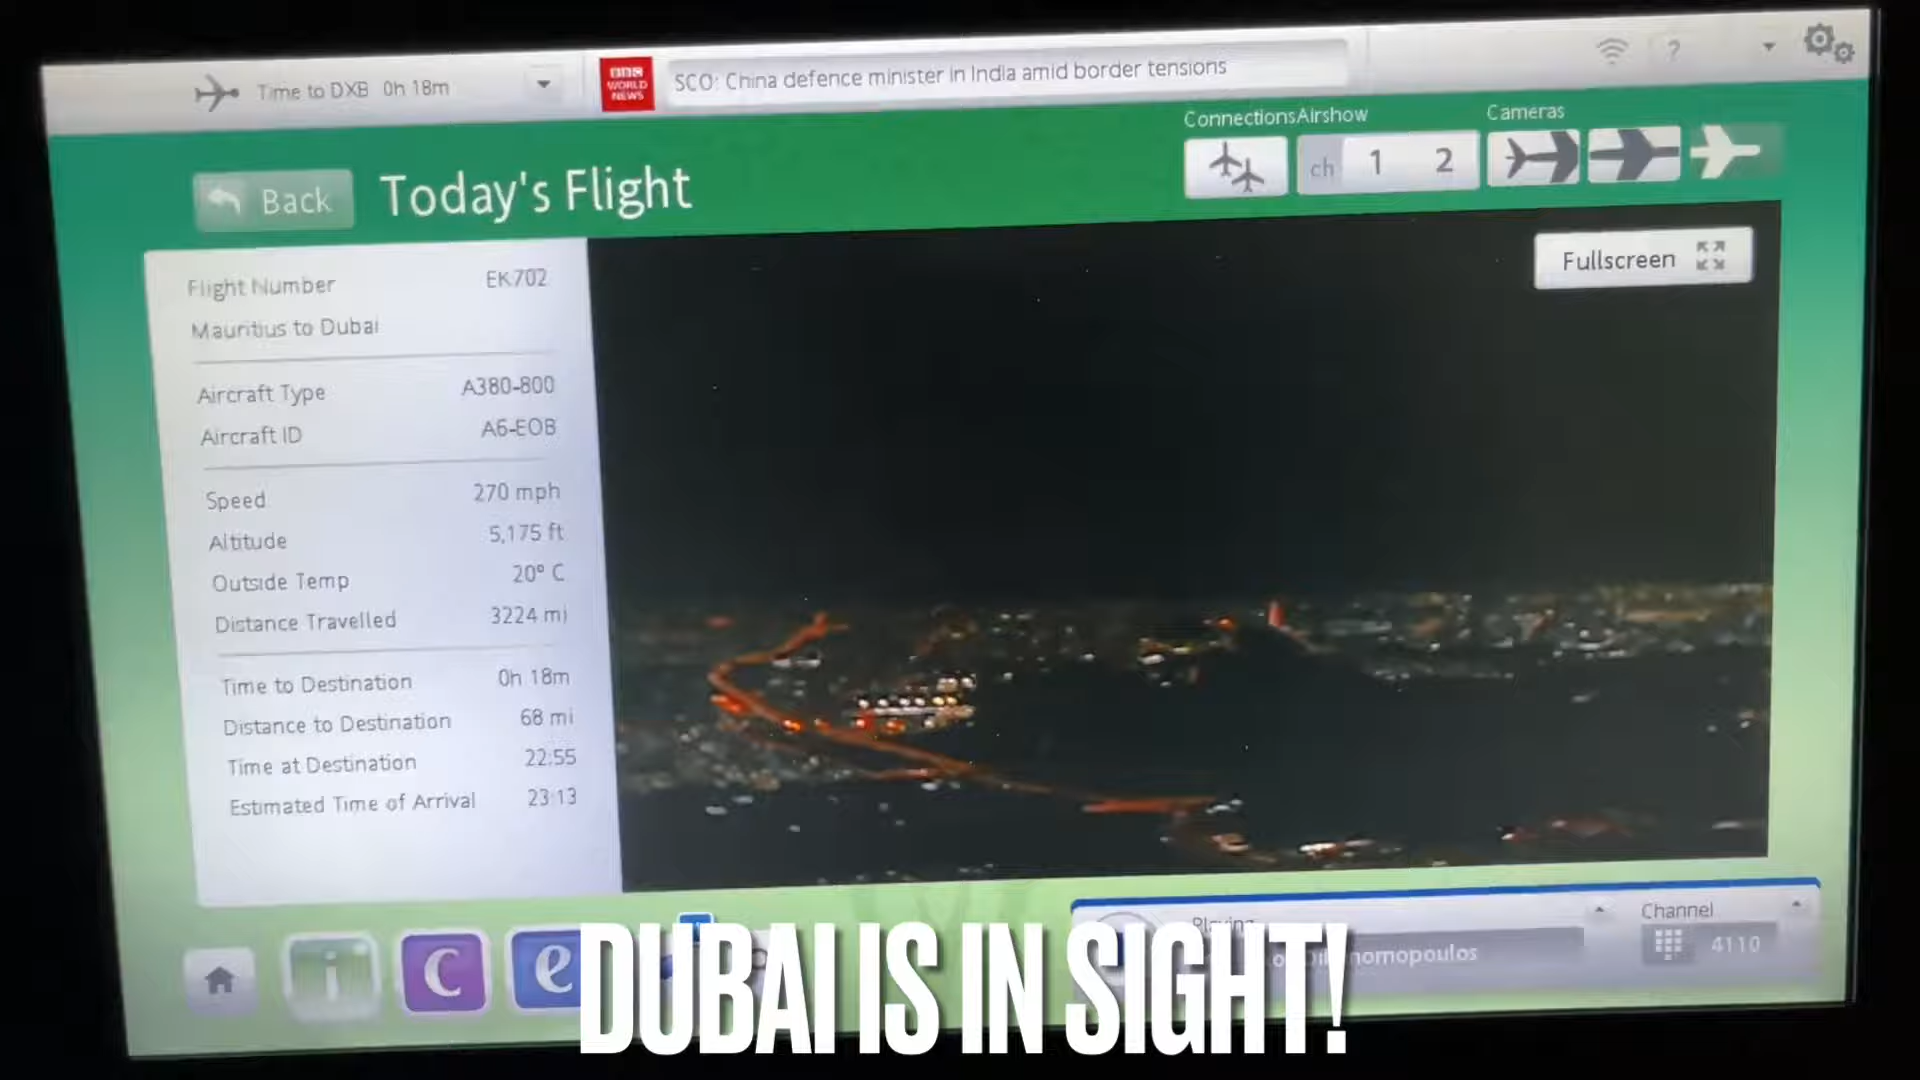 Time to DXB 0h 18m
BBC
WORLD
NEWS
SCO: China defence minister in India amid border tensions
?
Back
Today's Flight
Connections
Airshow
ch 1 2
Cameras
Fullscreen
Flight Number EK702
Mauritius to Dubai
Aircraft Type A380-800
Aircraft ID A6-EOB
Speed 270 mph
Altitude 5,175 ft
Outside Temp 20° C
Distance Travelled 3224 mi
Time to Destination 0h 18m
Distance to Destination 68 mi
Time at Destination 22:55
Estimated Time of Arrival 23:13
i
C
e
Playing
Channel
4110
DUBAI IS IN SIGHT!